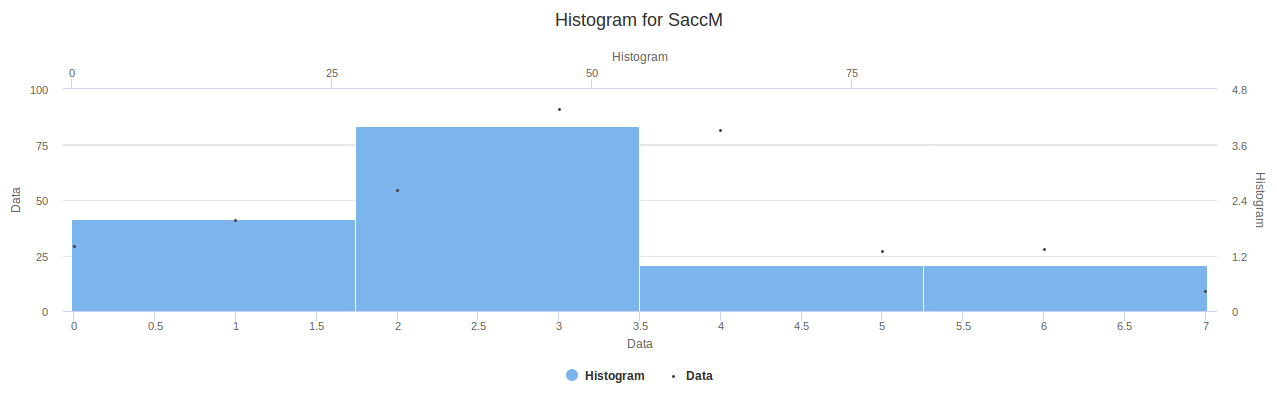 Histogram for SaccM
Histogram
0 25 50 75
100 4.8
75 3.6
50 2.4
25 1.2
0 0
Data
Histogram
0 0.5 1 1.5 2 2.5 3 3.5 4 4.5 5 5.5 6 6.5 7
Data
Histogram Data